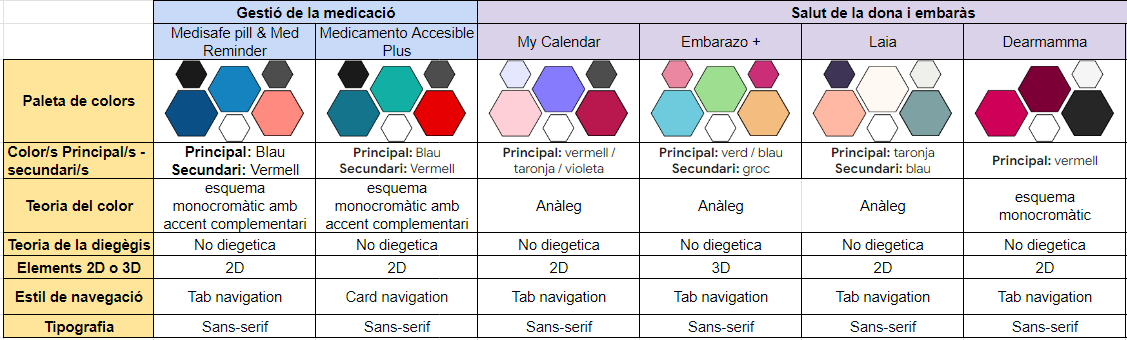 Gestió de la medicació
Salut de la dona i embaràs
Medisafe pill & Med
Reminder
Medicamento Accesible
Plus
My Calendar
Embarazo +
Laia
Dearmamma
Paleta de colors
Color/s Principal/s -
secundari/s
Principal: Blau
Secundari: Vermell
Principal: Blau
Secundari: Vermell
Principal: vermell /
taronja / violeta
Principal: verd / blau
Secundari: groc
Principal: taronja
Secundari: blau
Principal: vermell
Teoria del color
esquema
monocromàtic amb
accent complementari
esquema
monocromàtic amb
accent complementari
Anàleg
Anàleg
Anàleg
esquema
monocromàtic
Teoria de la diegègis
No diegetica
No diegetica
No diegetica
No diegetica
No diegetica
No diegetica
Elements 2D o 3D
2D
2D
2D
3D
2D
2D
Estil de navegació
Tab navigation
Card navigation
Tab navigation
Tab navigation
Tab navigation
Tab navigation
Tipografia
Sans-serif
Sans-serif
Sans-serif
Sans-serif
Sans-serif
Sans-serif